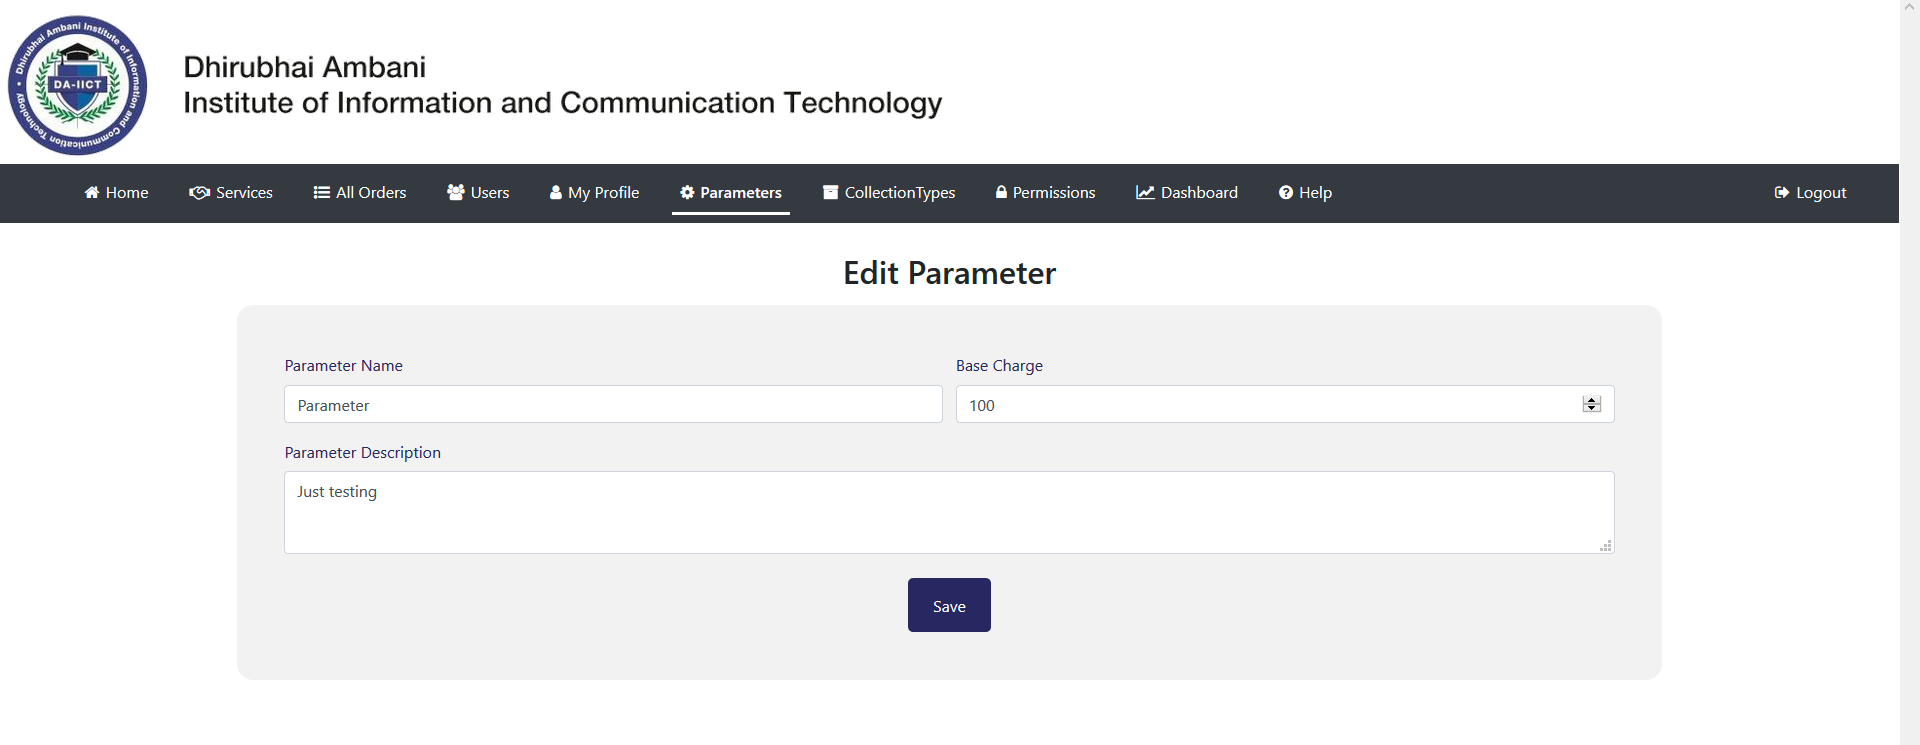 Dhirubhai Ambani Institute of Information and Communication Technology
DA-IICT
Dhirubhai Ambani
Institute of Information and Communication Technology
Home Services All Orders Users My Profile Parameters CollectionTypes Permissions Dashboard Help Logout
Edit Parameter
Parameter Name Base Charge
Parameter 100
Parameter Description
Just testing
Save